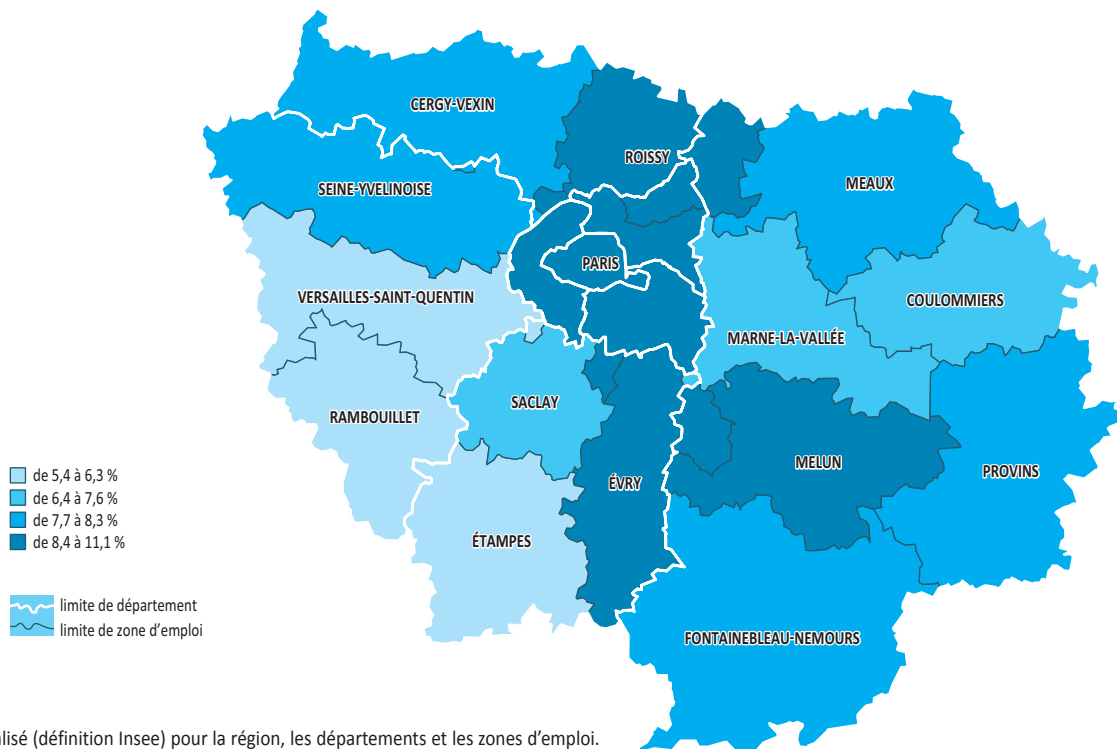 CERGY-VEXIN
ROISSY
SEINE-YVELINOISE
MEAUX
PARIS
VERSAILLES-SAINT-QUENTIN
COULOMMIERS
MARNE-LA-VALLÉE
SACLAY
RAMBOUILLET
MELUN
PROVINS
ÉVRY
ÉTAMPES
FONTAINEBLEAU-NEMOURS
de 5,4 à 6,3 %
de 6,4 à 7,6 %
de 7,7 à 8,3 %
de 8,4 à 11,1 %
limite de département
limite de zone d'emploi
lisé (définition Insee) pour la région, les départements et les zones d'emploi.